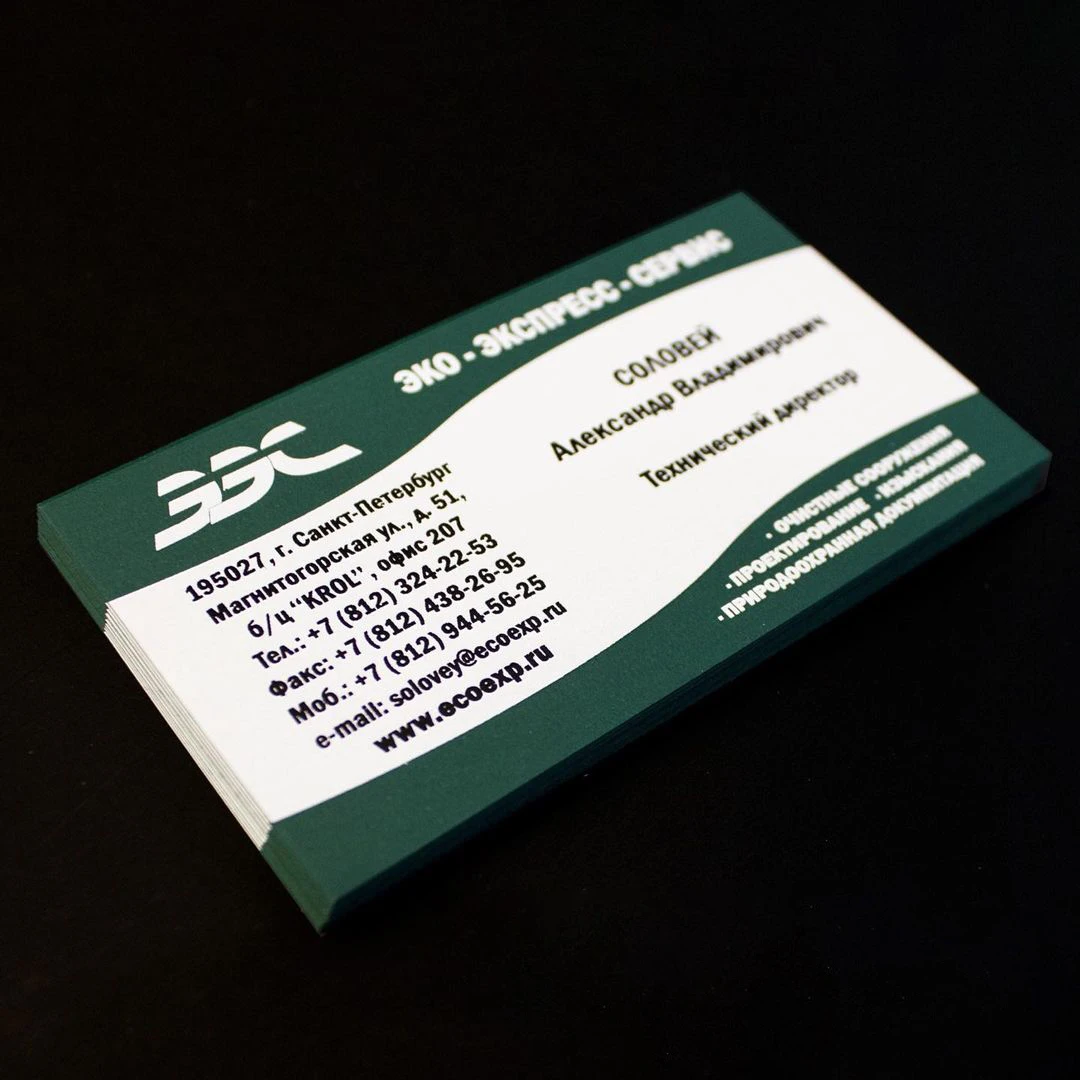 ЭКО - ЭКСПРЕСС - СЕРВИС
ЭЭС
СОЛОВЕЙ
Александр Владимирович
Технический директор
195027, г. Санкт-Петербург
Магнитогорская ул., д. 51,
б/ц “KROL” , офис 207
Тел.: +7 (812) 324-22-53
Факс: +7 (812) 438-26-95
Моб.: +7 (812) 944-56-25
e-mail: solovey@ecoexp.ru
www.ecoexp.ru
· ОЧИСТНЫЕ СООРУЖЕНИЯ
· ПРОЕКТИРОВАНИЕ · ИЗЫСКАНИЯ
· ПРИРОДООХРАННАЯ ДОКУМЕНТАЦИЯ